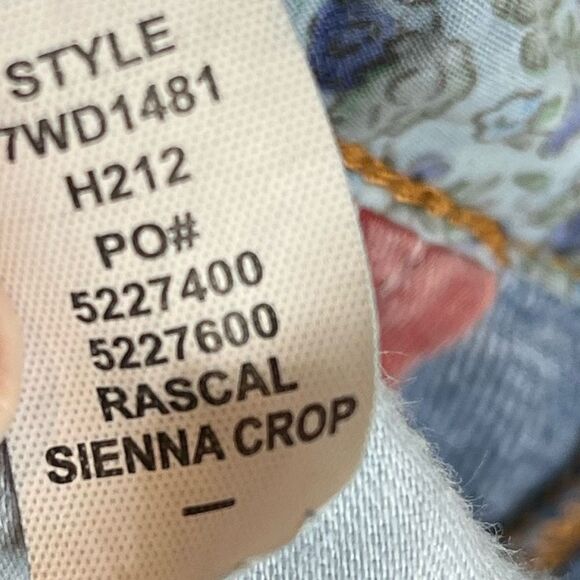 STYLE
7WD1481
H212
PO#
5227400
5227600
RASCAL
SIENNA CROP
—